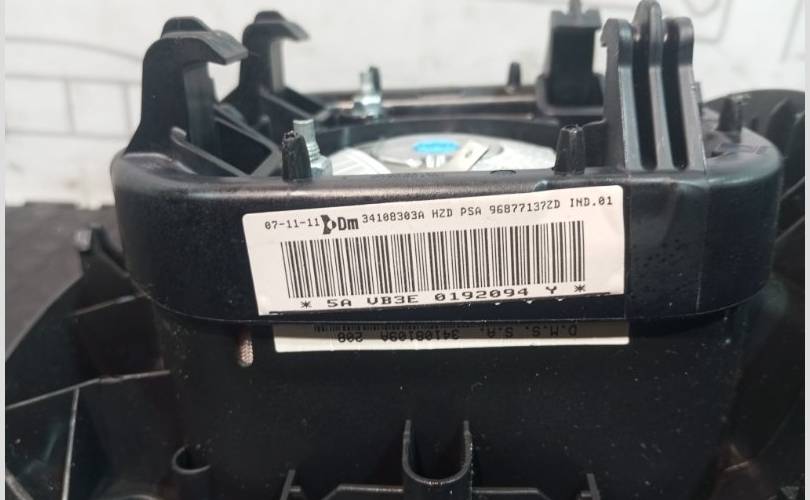 07-11-11 Dm 34108303A HZD PSA 96877137ZD IND.01
* 5A VB3E 0192094 Y *
D.M.S. S.A.
34108109A 208